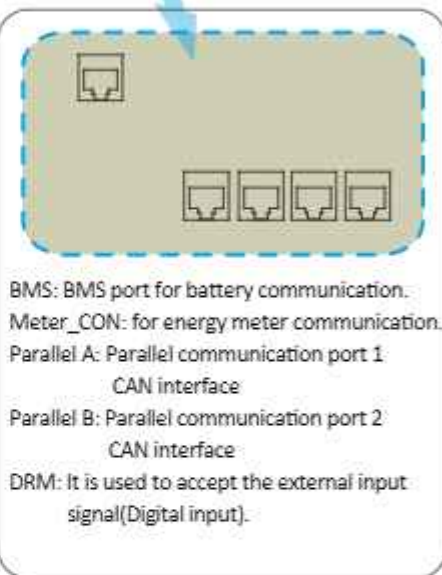 BMS: BMS port for battery communication.
Meter_CON: for energy meter communication.
Parallel A: Parallel communication port 1
CAN interface
Parallel B: Parallel communication port 2
CAN interface
DRM: It is used to accept the external input
signal(Digital input).